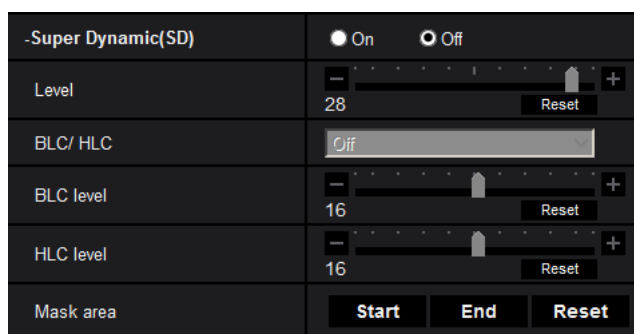 -Super Dynamic(SD) On Off
Level - +
28 Reset
BLC/ HLC Off
BLC level - +
16 Reset
HLC level - +
16 Reset
Mask area Start End Reset